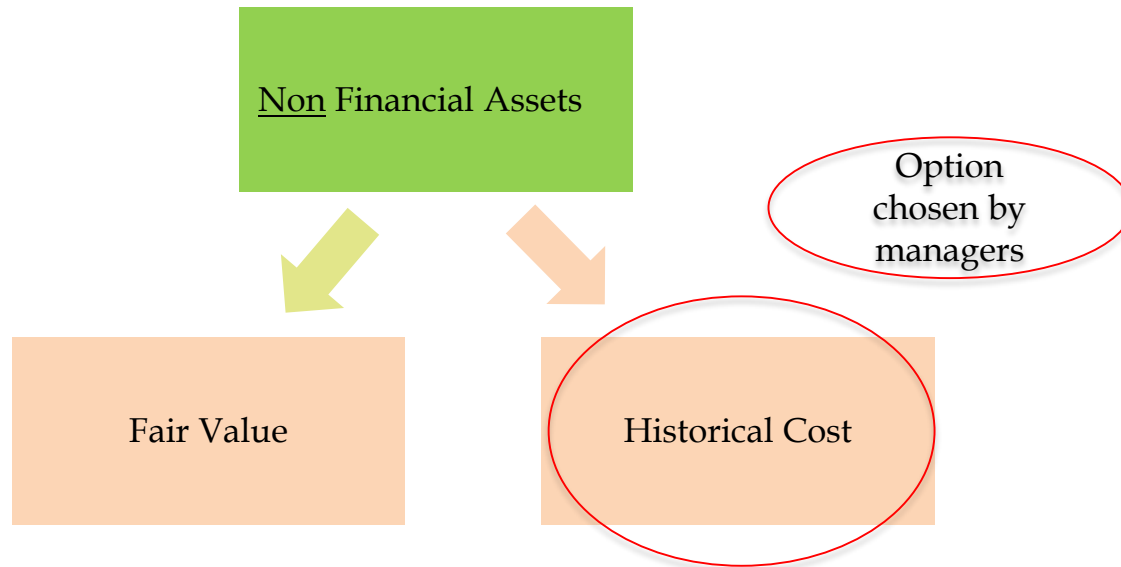 Non Financial Assets
Option
chosen by
managers
Fair Value
Historical Cost